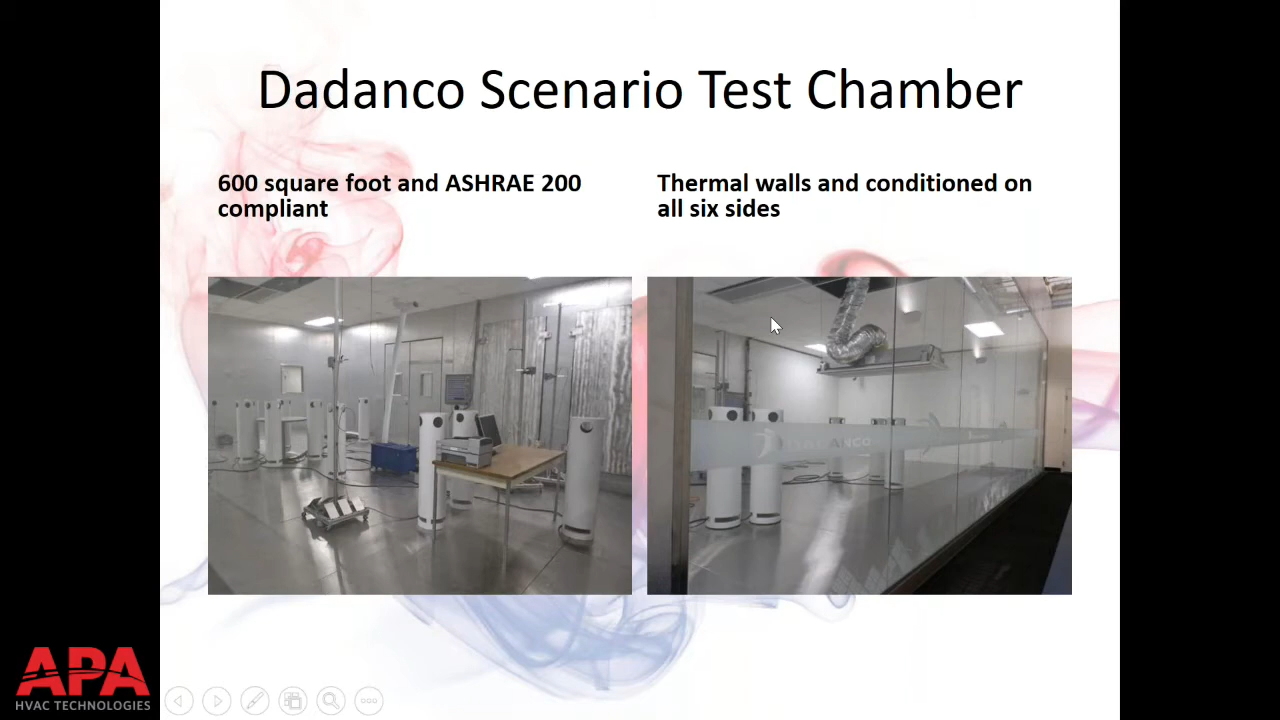 Dadanco Scenario Test Chamber
600 square foot and ASHRAE 200
compliant
Thermal walls and conditioned on
all six sides
DADANCO
APA
HVAC TECHNOLOGIES